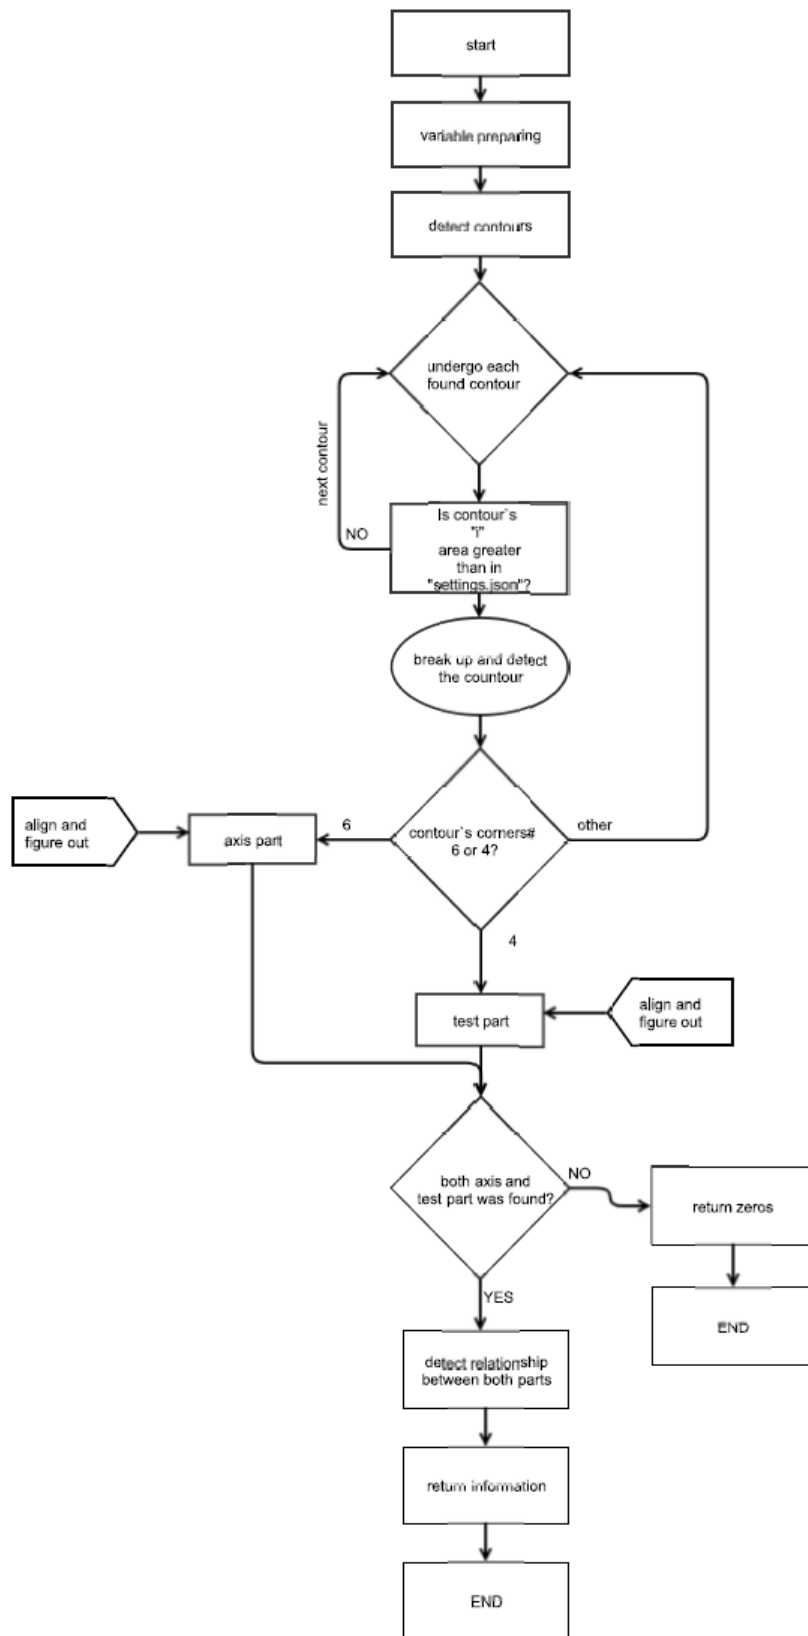 start
variable preparing
detect contours
undergo each
found contour
next contour
NO
Is contour`s
"i"
area greater
than in
"settings.json"?
break up and detect
the countour
align and
figure out
axis part
6
contour`s corners#
6 or 4?
other
4
test part
align and
figure out
both axis and
test part was found?
NO
return zeros
YES
END
detect relationship
between both parts
return information
END